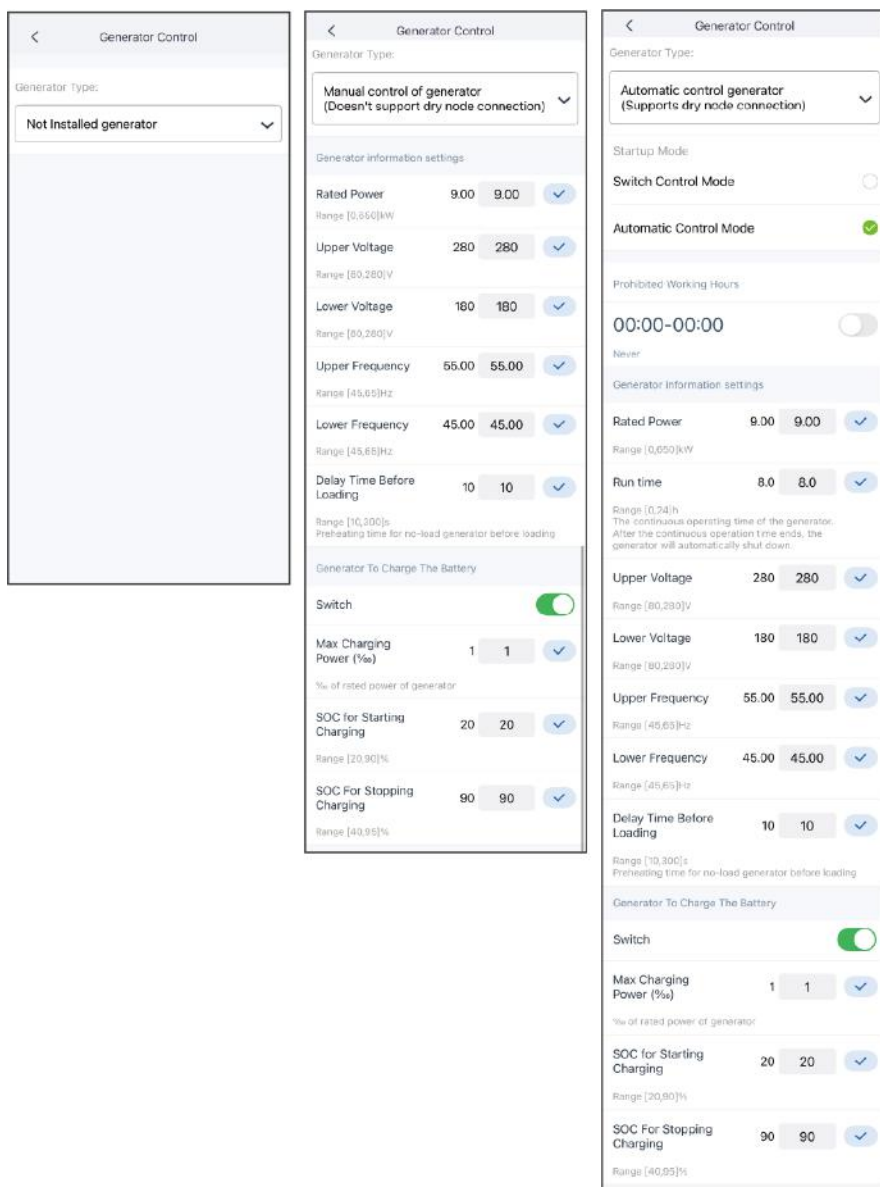 Generator Control
Generator Type:
Not Installed generator
Generator Control
Generator Type:
Manual control of generator
(Doesn't support dry node connection)
Generator information settings
Rated Power 9.00 9.00
Range [0,650]kW
Upper Voltage 280 280
Range [80,280]V
Lower Voltage 180 180
Range [80,280]V
Upper Frequency 55.00 55.00
Range [45,65]Hz
Lower Frequency 45.00 45.00
Range [45,65]Hz
Delay Time Before
Loading 10 10
Range [10,300]s
Preheating time for no-load generator before loading
Generator To Charge The Battery
Switch
Max Charging
Power (‰) 1 1
‰ of rated power of generator
SOC for Starting
Charging 20 20
Range [20,90]%
SOC For Stopping
Charging 90 90
Range [40,95]%
Generator Control
Generator Type:
Automatic control generator
(Supports dry node connection)
Startup Mode
Switch Control Mode
Automatic Control Mode
Prohibited Working Hours
00:00-00:00
Never
Generator information settings
Rated Power 9.00 9.00
Range [0,650]kW
Run time 8.0 8.0
Range [0,24]h
The continuous operating time of the generator.
After the continuous operation time ends, the
generator will automatically shut down.
Upper Voltage 280 280
Range [80,280]V
Lower Voltage 180 180
Range [80,280]V
Upper Frequency 55.00 55.00
Range [45,65]Hz
Lower Frequency 45.00 45.00
Range [45,65]Hz
Delay Time Before
Loading 10 10
Range [10,300]s
Preheating time for no-load generator before loading
Generator To Charge The Battery
Switch
Max Charging
Power (‰) 1 1
‰ of rated power of generator
SOC for Starting
Charging 20 20
Range [20,90]%
SOC For Stopping
Charging 90 90
Range [40,95]%